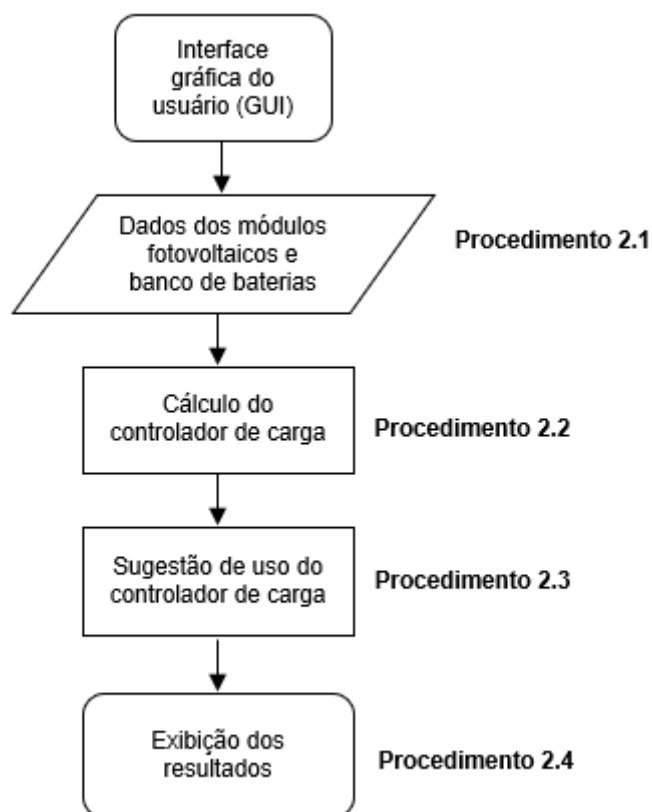 Interface
gráfica do
usuário (GUI)
Dados dos módulos
fotovoltaicos e
banco de baterias
Procedimento 2.1
Cálculo do
controlador de carga
Procedimento 2.2
Sugestão de uso do
controlador de carga
Procedimento 2.3
Exibição dos
resultados
Procedimento 2.4